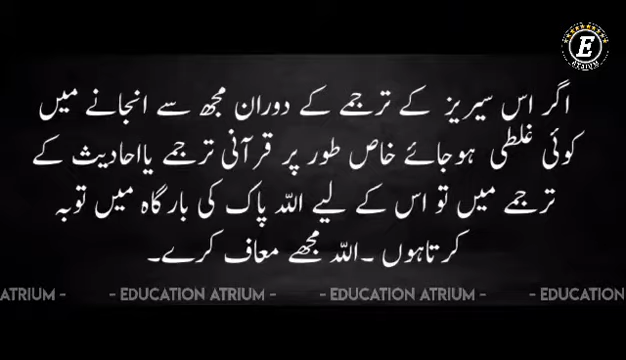 E
ATRIUM
اگر اس سیریز کے ترجمے کے دوران مجھ سے انجانے میں
کوئی غلطی ہوجائے خاص طور پر قرآنی ترجمے یااحادیث کے
ترجمے میں تو اس کے لیے اللہ پاک کی بارگاہ میں توبہ
کرتاہوں ۔اللہ مجھے معاف کرے۔
ATRIUM - - EDUCATION ATRIUM - - EDUCATION ATRIUM - - EDUCATION